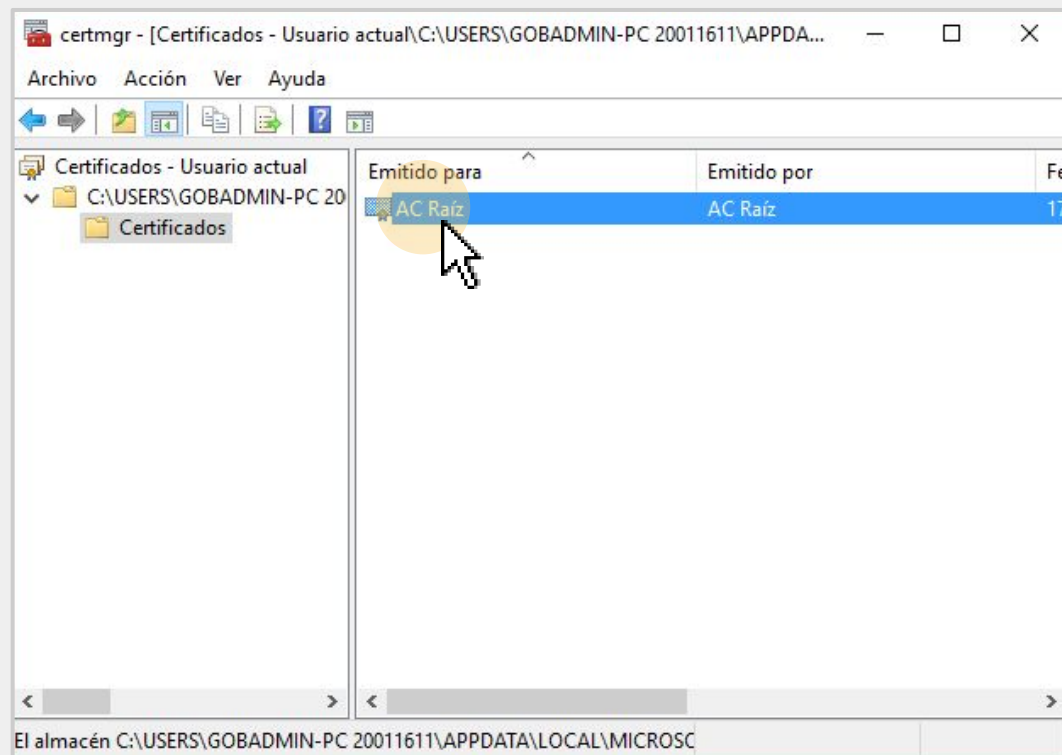 certmgr - [Certificados - Usuario actual\C:\USERS\GOBADMIN-PC 20011611\APPDA...
Archivo Acción Ver Ayuda
Certificados - Usuario actual
C:\USERS\GOBADMIN-PC 20
Certificados
Emitido para Emitido por Fe
AC Raíz AC Raíz 17
El almacén C:\USERS\GOBADMIN-PC 20011611\APPDATA\LOCAL\MICROSC